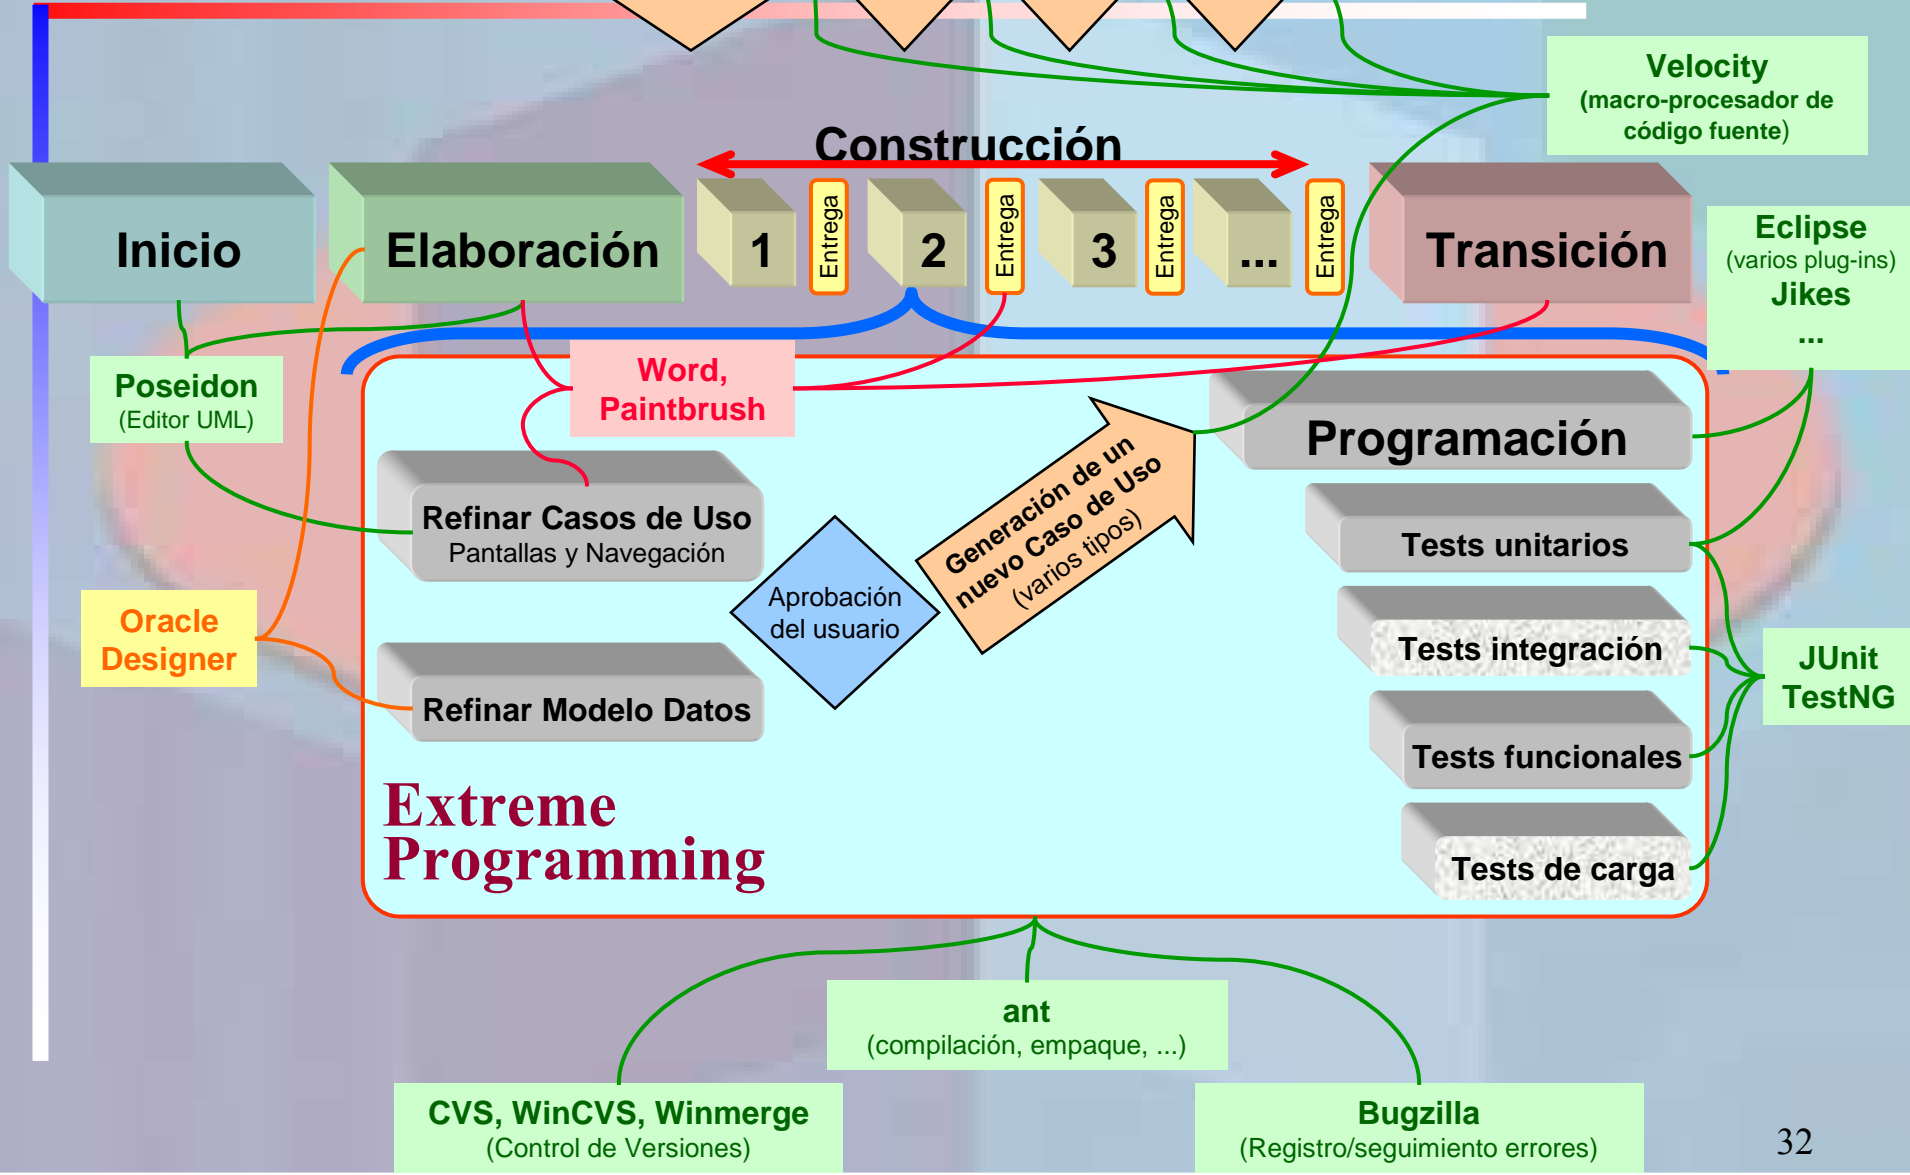 Velocity
(macro-procesador de
código fuente)
Construcción
Inicio
Elaboración
1
Entrega
2
Entrega
3
Entrega
...
Entrega
Transición
Eclipse
(varios plug-ins)
Jikes
...
Poseidon
(Editor UML)
Word,
Paintbrush
Programación
Generación de un
nuevo Caso de Uso
(varios tipos)
Refinar Casos de Uso
Pantallas y Navegación
Tests unitarios
Aprobación
del usuario
Oracle
Designer
Tests integración
JUnit
TestNG
Refinar Modelo Datos
Tests funcionales
Extreme
Programming
Tests de carga
ant
(compilación, empaque, ...)
CVS, WinCVS, Winmerge
(Control de Versiones)
Bugzilla
(Registro/seguimiento errores)
32